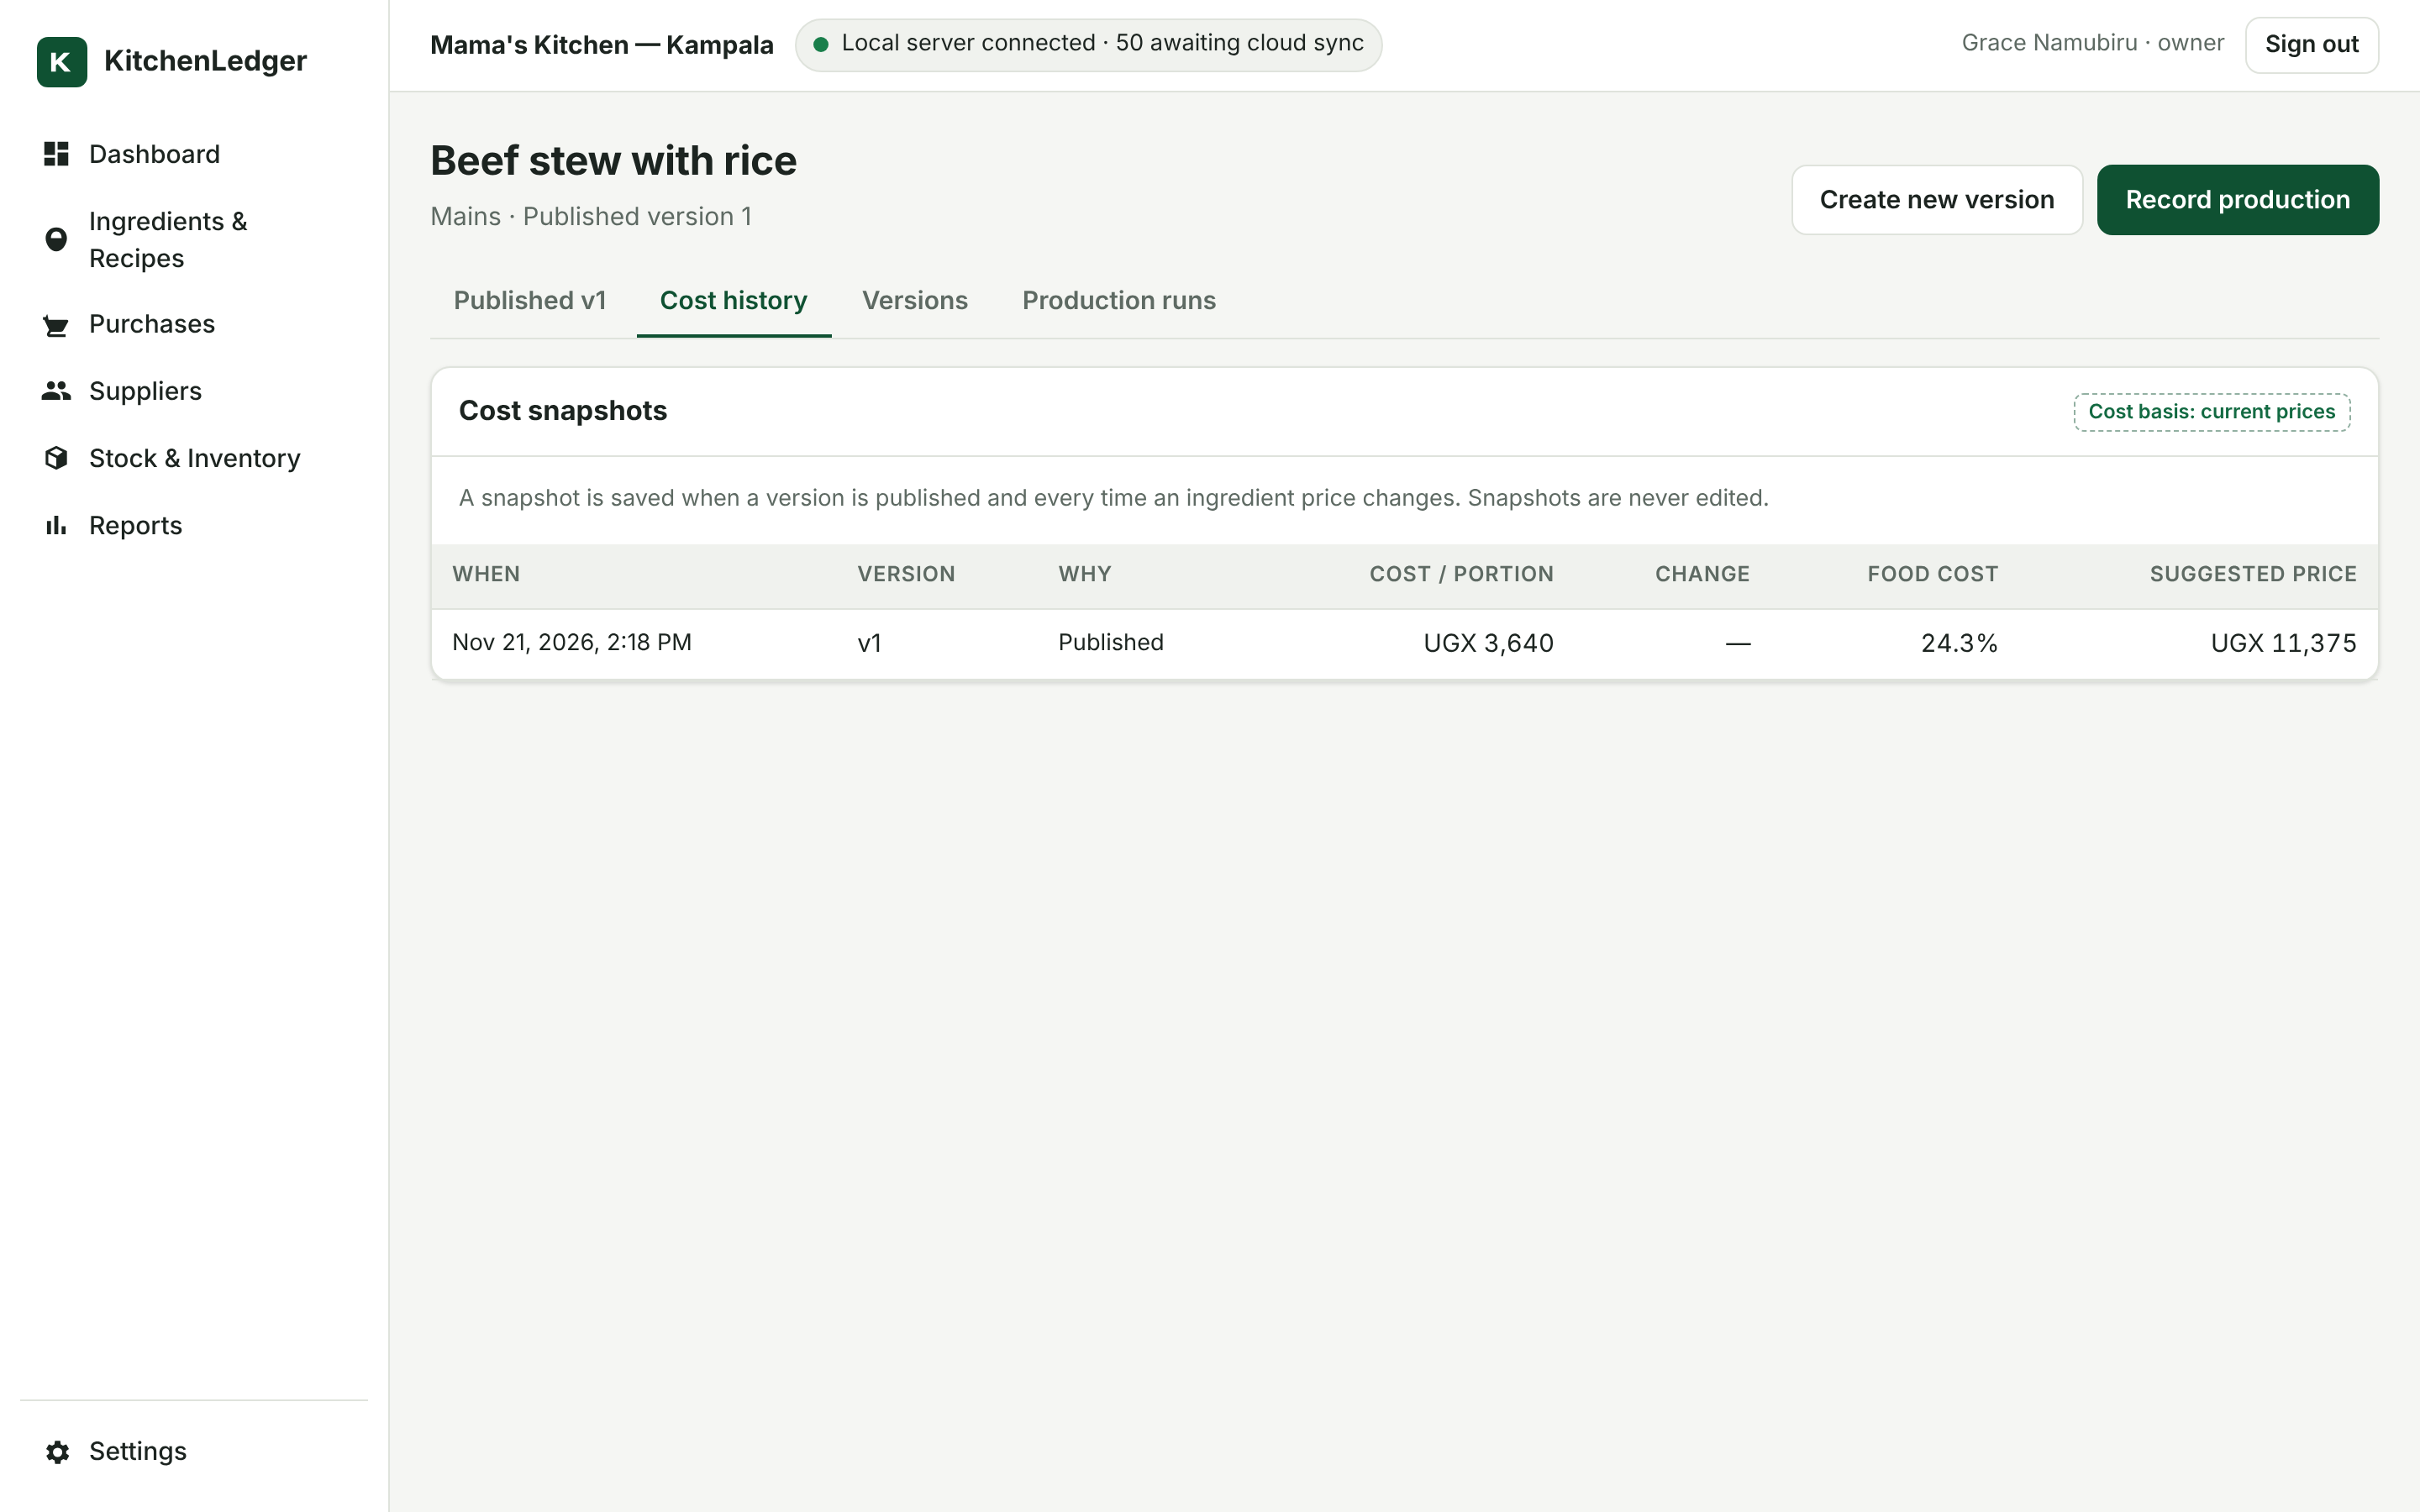 K KitchenLedger
Dashboard
Ingredients &
Recipes
Purchases
Suppliers
Stock & Inventory
Reports
Settings
Mama's Kitchen — Kampala
Local server connected · 50 awaiting cloud sync
Grace Namubiru · owner
Sign out
Beef stew with rice
Mains · Published version 1
Create new version
Record production
Published v1 Cost history Versions Production runs
Cost snapshots
Cost basis: current prices
A snapshot is saved when a version is published and every time an ingredient price changes. Snapshots are never edited.
WHEN VERSION WHY COST / PORTION CHANGE FOOD COST SUGGESTED PRICE
Nov 21, 2026, 2:18 PM v1 Published UGX 3,640 — 24.3% UGX 11,375